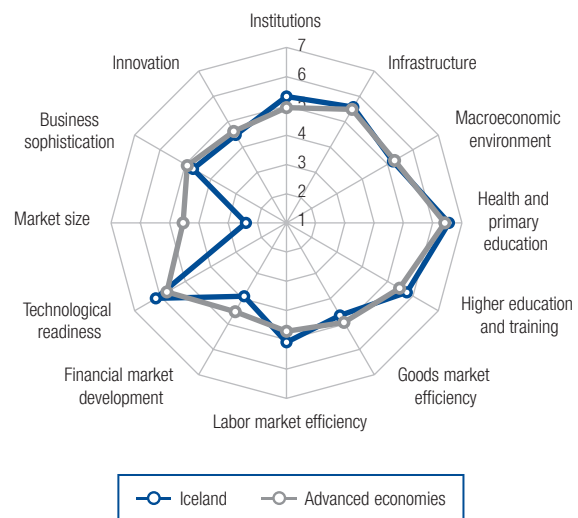 Institutions
7
6
5
4
3
2
1
Infrastructure
Macroeconomic
environment
Health and
primary
education
Higher education
and training
Goods market
efficiency
Labor market efficiency
Financial market
development
Technological
readiness
Market size
Business
sophistication
Innovation
Iceland
Advanced economies